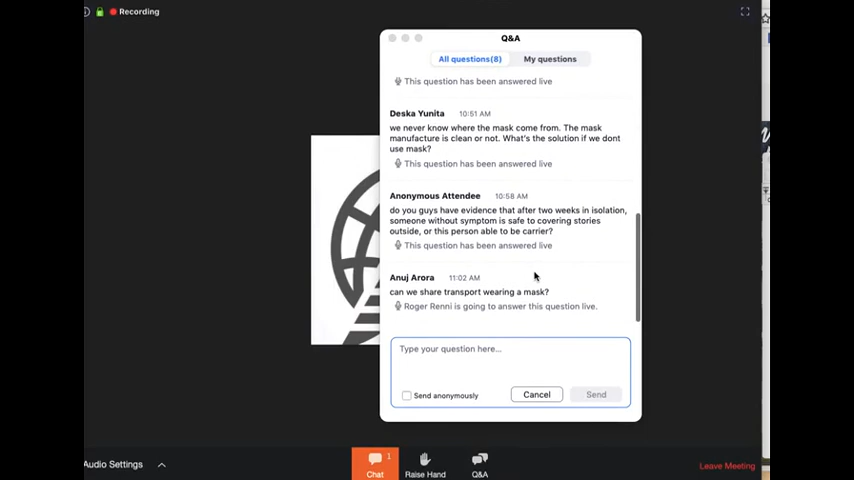 Recording
Q&A
All questions(8)
My questions
This question has been answered live
Deska Yunita 10:51 AM
we never know where the mask come from. The mask
manufacture is clean or not. What's the solution if we dont
use mask?
This question has been answered live
Anonymous Attendee 10:58 AM
do you guys have evidence that after two weeks in isolation,
someone without symptom is safe to covering stories
outside, or this person able to be carrier?
This question has been answered live
Anuj Arora 11:02 AM
can we share transport wearing a mask?
Roger Renni is going to answer this question live.
Type your question here...
Send anonymously
Cancel
Send
Audio Settings
1
Chat
Raise Hand
Q&A
Leave Meeting